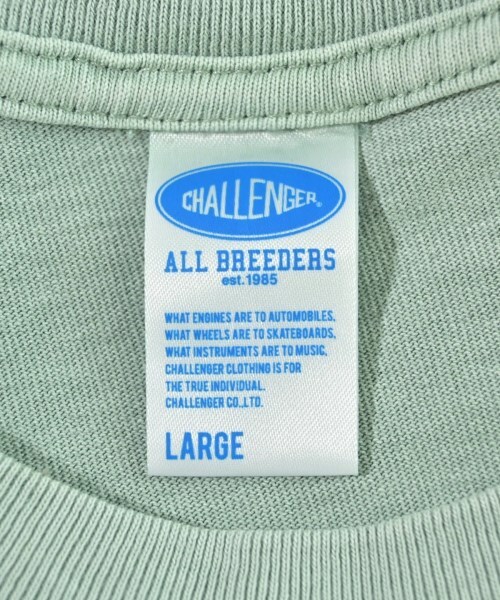 CHALLENGER.
ALL BREEDERS
est.1985
WHAT ENGINES ARE TO AUTOMOBILES,
WHAT WHEELS ARE TO SKATEBOARDS,
WHAT INSTRUMENTS ARE TO MUSIC,
CHALLENGER CLOTHING IS FOR
THE TRUE INDIVIDUAL.
CHALLENGER CO.,LTD.
LARGE